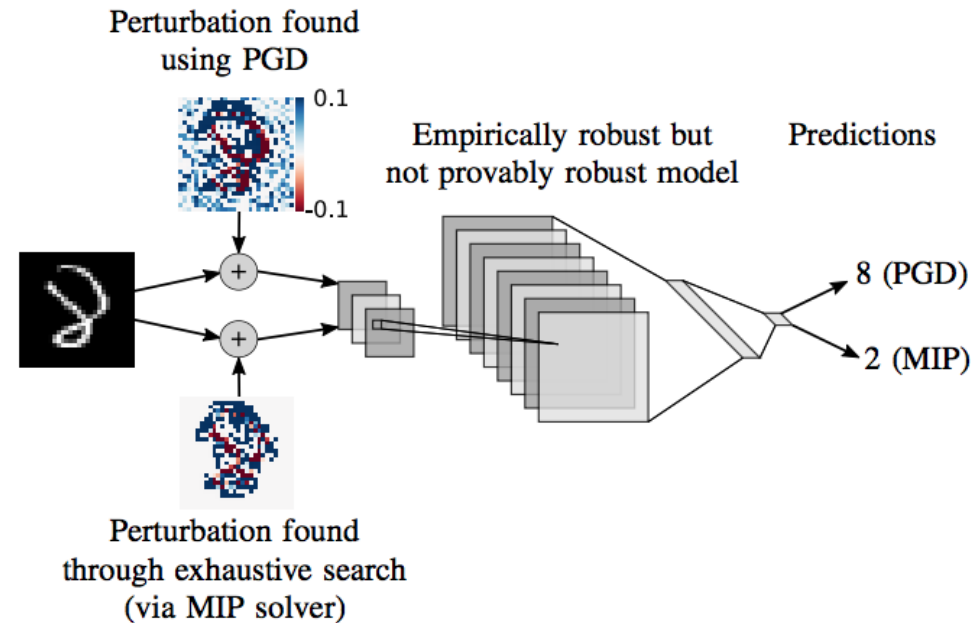 Perturbation found
using PGD
0.1
-0.1
Empirically robust but
not provably robust model
Predictions
+
+
8 (PGD)
2 (MIP)
Perturbation found
through exhaustive search
(via MIP solver)